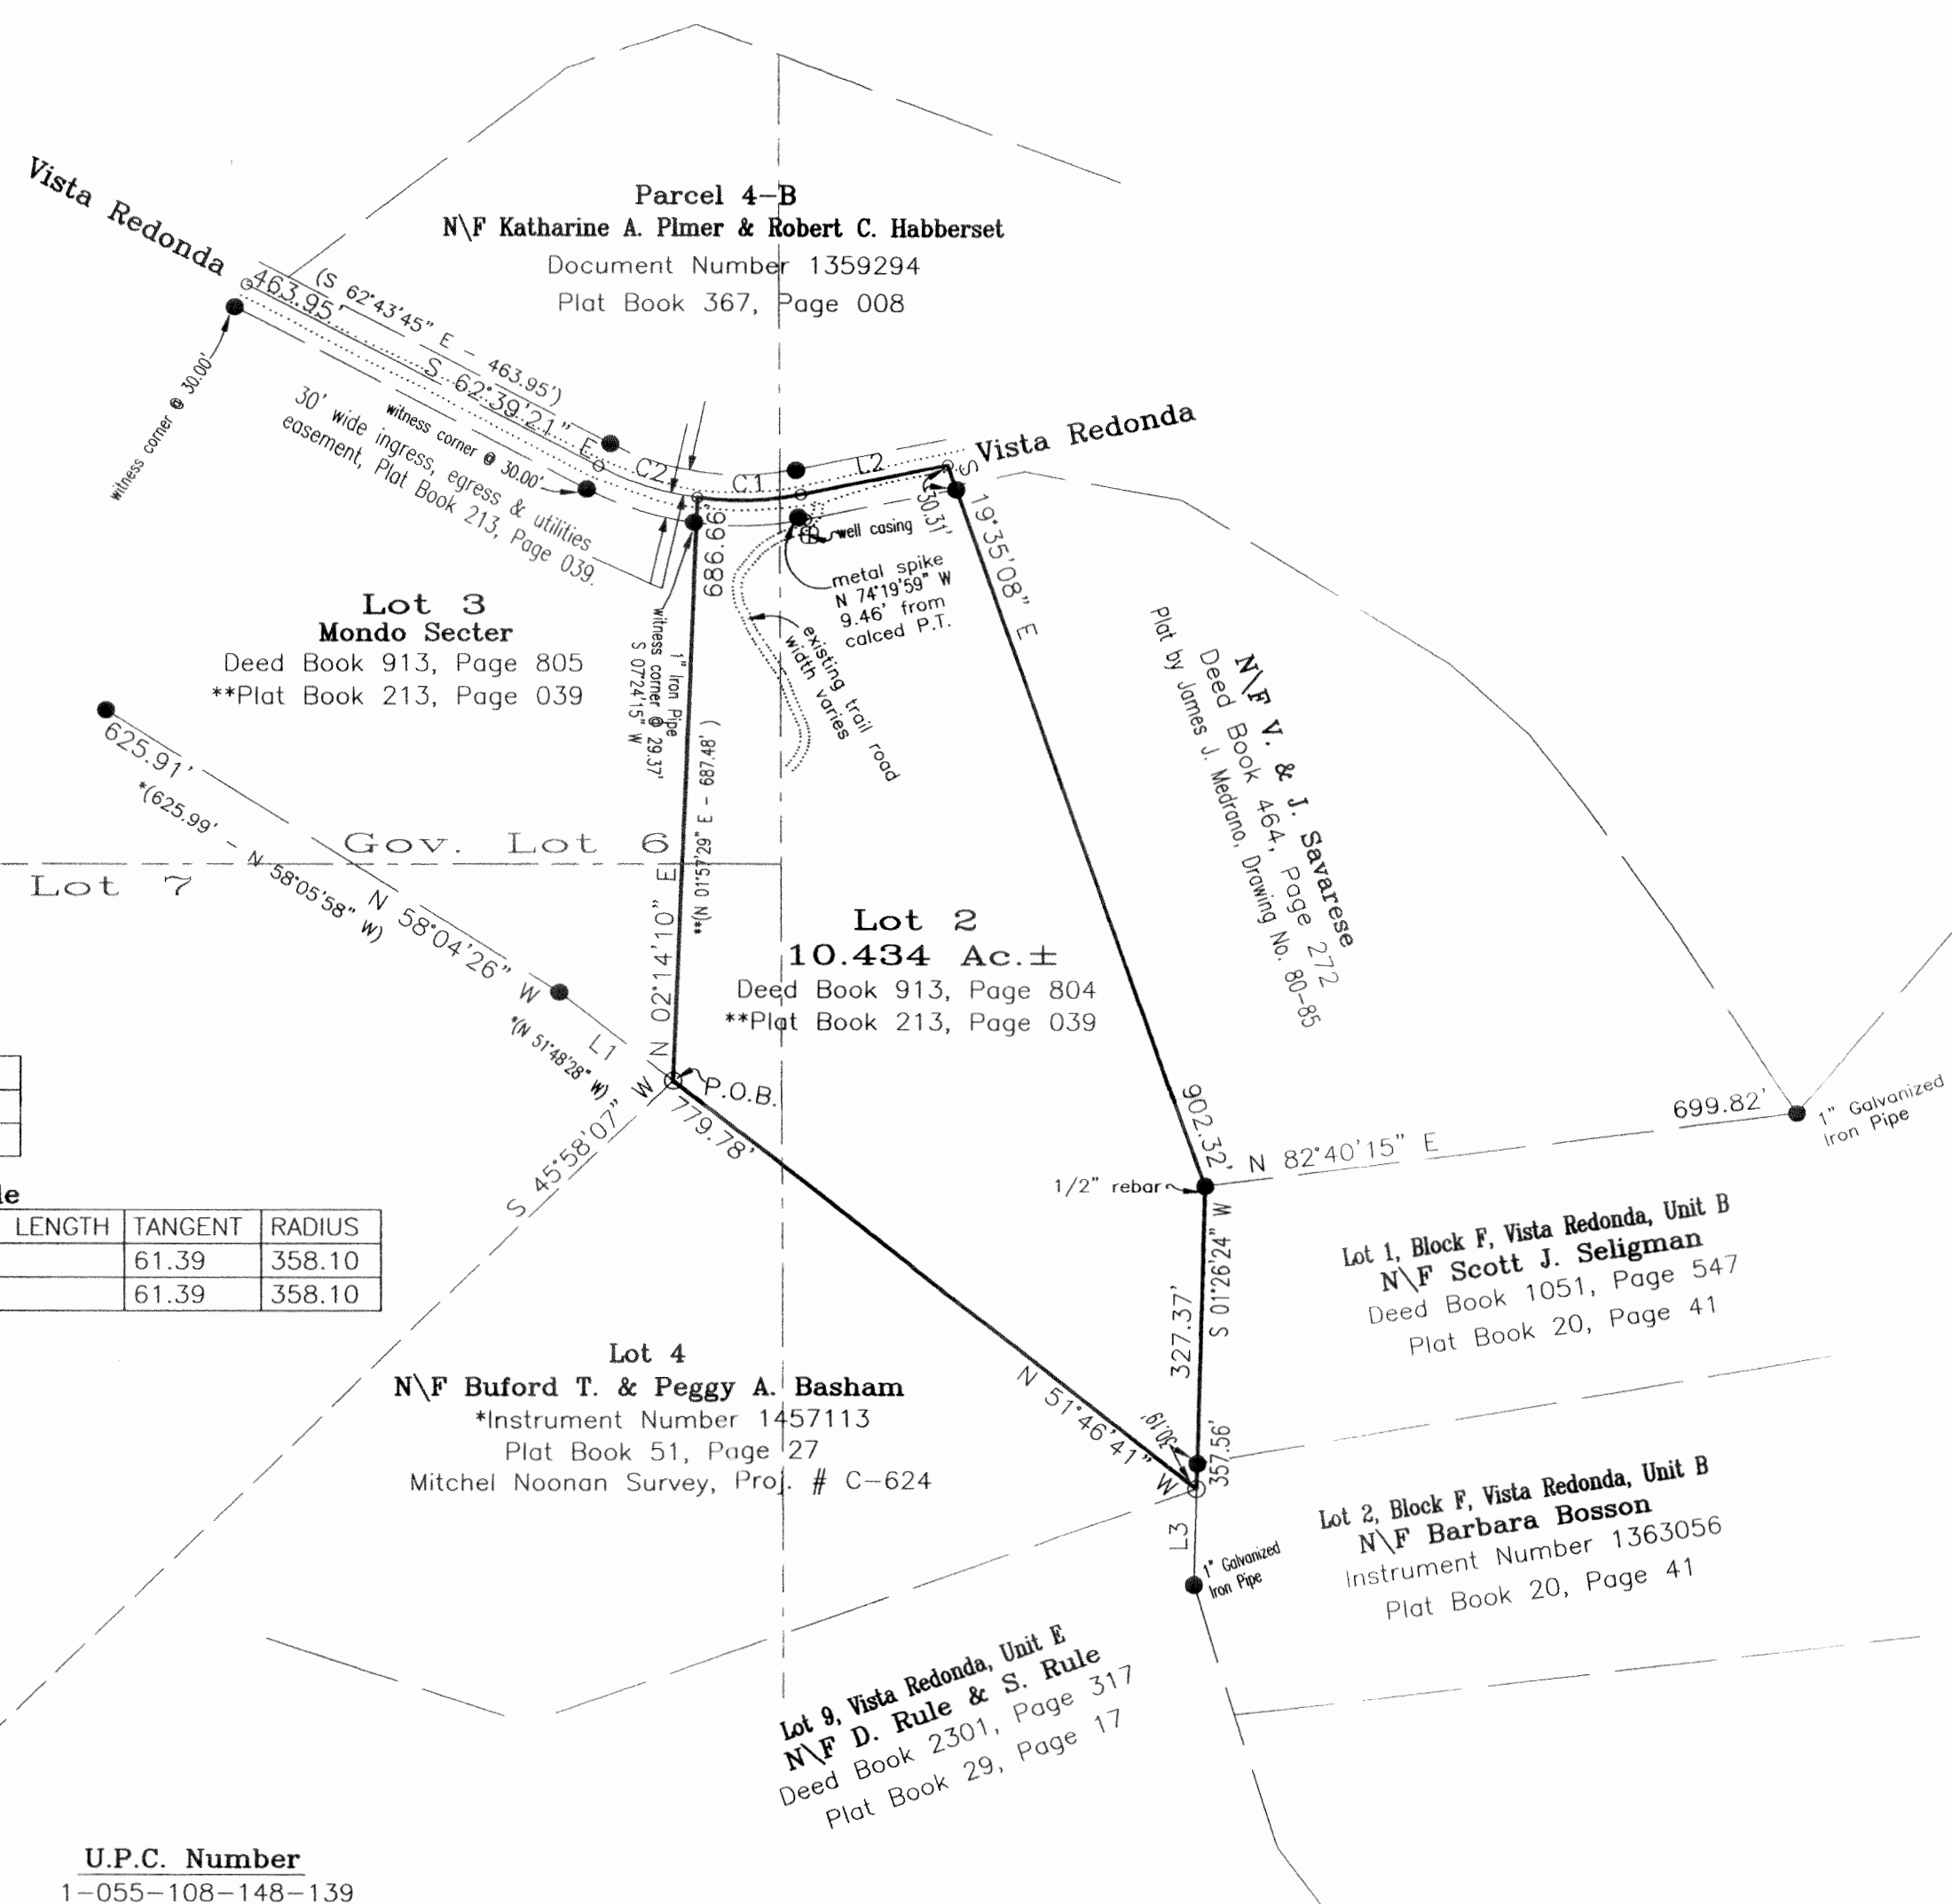 Vista Redonda
Parcel 4-B
N\F Katharine A. Plmer & Robert C. Habberset
Document Number 1359294
Plat Book 367, Page 008
463.95'
(S 62°43'45" E - 463.95')
S 62°39'21" E
witness corner @ 30.00'
witness corner @ 30.00'
30' wide ingress, egress & utilities
easement, Plat Book 213, Page 039.
C2
C1
L2
Vista Redonda
S 19°35'08" E
30.31'
well casing
metal spike
N 74°19'59" W
9.46' from
calced P.T.
existing trail road
width varies
686.66'
1" Iron Pipe
witness corner @ 29.37'
S 07°24'15" W
**(N 01°57'29" E - 687.48' )
N 02°14'10" E
Lot 3
Mondo Secter
Deed Book 913, Page 805
**Plat Book 213, Page 039
N\F V. & J. Savarese
Deed Book 464, Page 272
Plat by James J. Medrano, Drawing No. 80-85
625.91'
*(625.99' - N 58°05'58" W)
N 58°04'26" W
Gov. Lot 6
Lot 7
L1
*(N 51°48'28" W)
Lot 2
10.434 Ac.±
Deed Book 913, Page 804
**Plat Book 213, Page 039
P.O.B.
779.78'
S 45°58'07" W
902.32'
N 82°40'15" E
699.82'
1" Galvanized
Iron Pipe
1/2" rebar
le
LENGTH TANGENT RADIUS
61.39 358.10
61.39 358.10
S 01°26'24" W
327.37'
Lot 1, Block F, Vista Redonda, Unit B
N\F Scott J. Seligman
Deed Book 1051, Page 547
Plat Book 20, Page 41
Lot 4
N\F Buford T. & Peggy A. Basham
*Instrument Number 1457113
Plat Book 51, Page 27
Mitchel Noonan Survey, Proj. # C-624
N 51°46'41" W
30.19'
357.56'
L3
1" Galvanized
Iron Pipe
Lot 2, Block F, Vista Redonda, Unit B
N\F Barbara Bosson
Instrument Number 1363056
Plat Book 20, Page 41
Lot 9, Vista Redonda, Unit E
N\F D. Rule & S. Rule
Deed Book 2301, Page 317
Plat Book 29, Page 17
U.P.C. Number
1-055-108-148-139